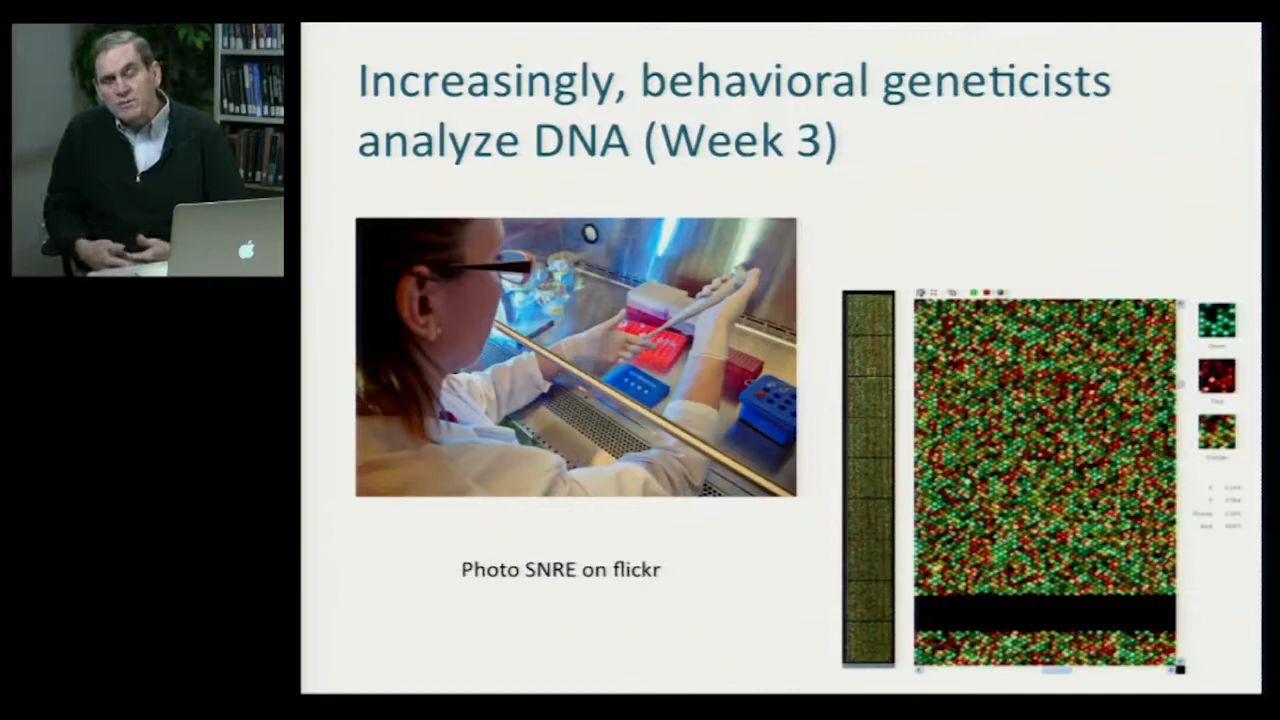 Increasingly, behavioral geneticists
analyze DNA (Week 3)
Photo SNRE on flickr